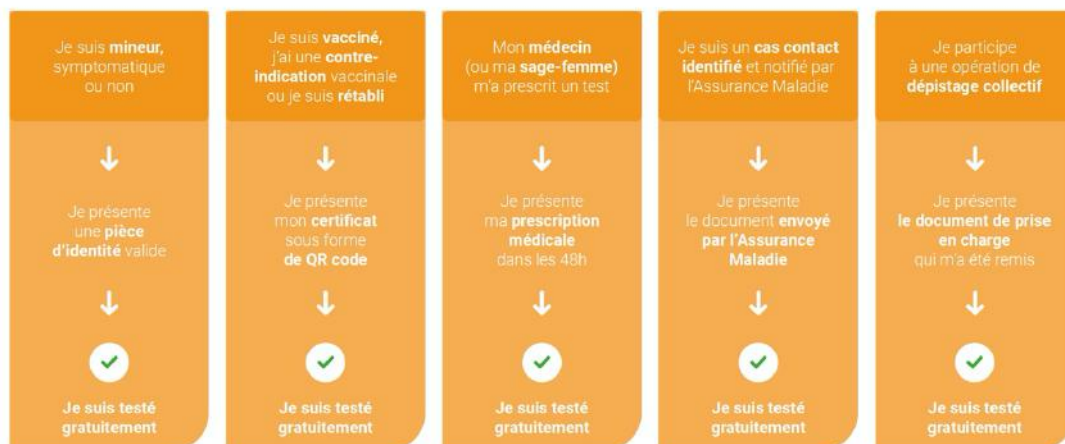 Je suis mineur,
symptomatique
ou non
Je présente
une pièce
d'identité valide
Je suis testé
gratuitement
Je suis vacciné,
j'ai une contre-
indication vaccinale
ou je suis rétabli
Je présente
mon certificat
sous forme
de QR code
Je suis testé
gratuitement
Mon médecin
(ou ma sage-femme)
m'a prescrit un test
Je présente
ma prescription
médicale
dans les 48h
Je suis testé
gratuitement
Je suis un cas contact
identifié et notifié par
l'Assurance Maladie
Je présente
le document envoyé
par l'Assurance
Maladie
Je suis testé
gratuitement
Je participe
à une opération de
dépistage collectif
Je présente
le document de prise
en charge
qui m'a été remis
Je suis testé
gratuitement